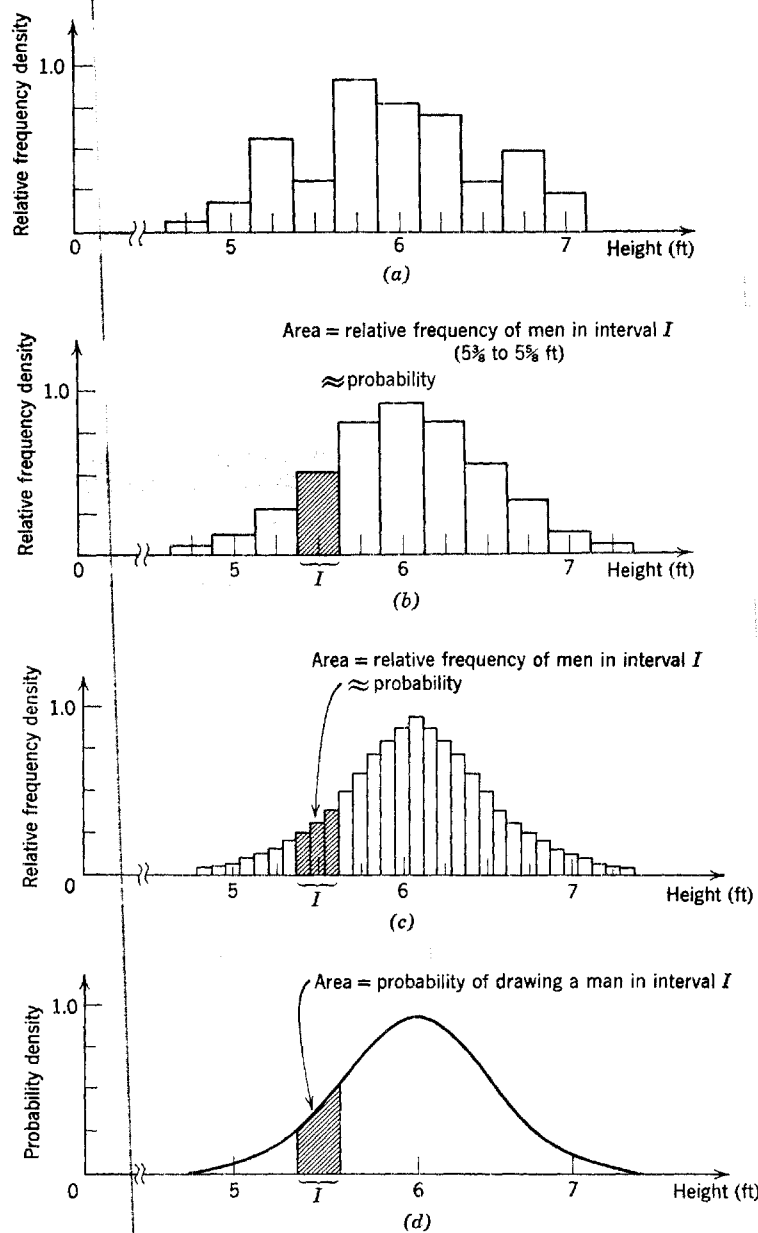 Relative frequency density
1.0
0
5
6
7
Height (ft)
(a)
Area = relative frequency of men in interval I
(5⅜ to 5⅝ ft)
≈ probability
Relative frequency density
1.0
0
5
6
7
Height (ft)
I
(b)
Area = relative frequency of men in interval I
≈ probability
Relative frequency density
1.0
0
5
6
7
Height (ft)
I
(c)
Area = probability of drawing a man in interval I
Probability density
1.0
0
5
6
7
Height (ft)
I
(d)